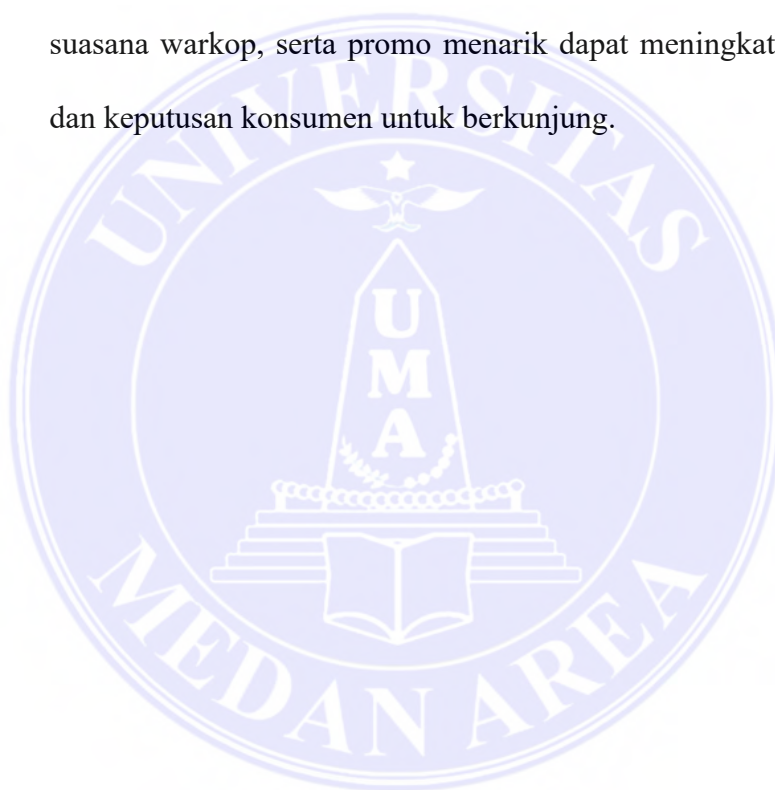 suasana warkop, serta promo menarik dapat meningkat
dan keputusan konsumen untuk berkunjung.
UNIVERSITAS
U
M
A
MEDAN AREA